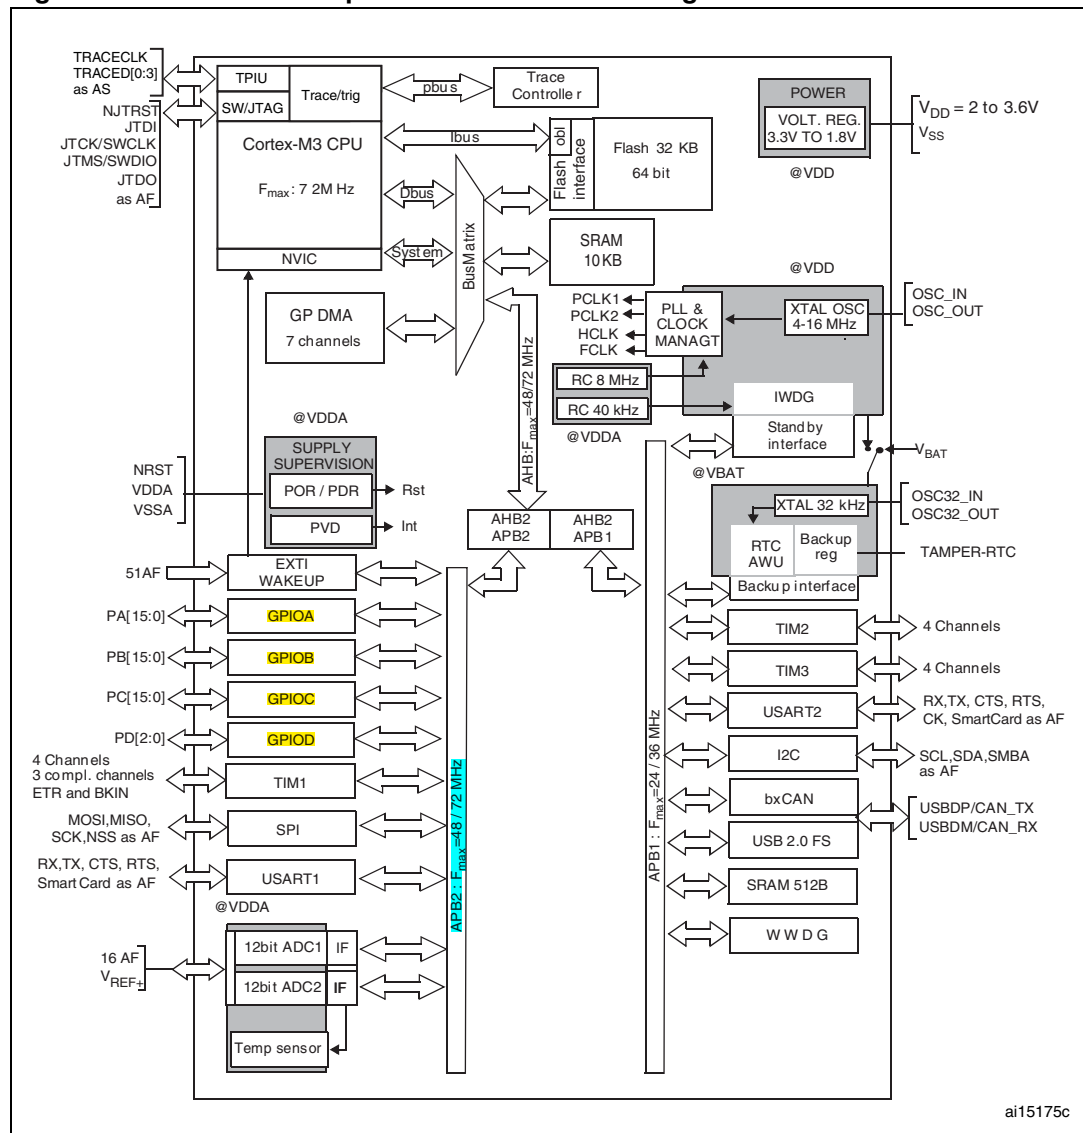 TRACECLK
TRACED[0:3]
as AS
NJTRST
JTDI
JTCK/SWCLK
JTMS/SWDIO
JTDO
as AF
TPIU
SW/JTAG
Trace/trig
Cortex-M3 CPU
Fmax: 7 2M Hz
NVIC
GP DMA
7 channels
pbus
Ibus
Dbus
System
BusMatrix
Trace
Controlle r
Flash
interface
obl
Flash 32 KB
64 bit
SRAM
10KB
POWER
VOLT. REG.
3.3V TO 1.8V
@VDD
VDD = 2 to 3.6V
VSS
@VDD
PCLK1
PCLK2
HCLK
FCLK
PLL &
CLOCK
MANAGT
XTAL OSC
4-16 MHz
OSC_IN
OSC_OUT
RC 8 MHz
RC 40 kHz
@VDDA
IWDG
Standby
interface
@VBAT
VBAT
XTAL 32 kHz
OSC32_IN
OSC32_OUT
RTC
AWU
Backup
reg
TAMPER-RTC
Backup interface
AHB:Fmax=48/72 MHz
@VDDA
SUPPLY
SUPERVISION
NRST
VDDA
VSSA
POR / PDR
Rst
PVD
Int
AHB2
APB2
AHB2
APB1
51AF
EXTI
WAKEUP
PA[15:0]
GPIOA
PB[15:0]
GPIOB
PC[15:0]
GPIOC
PD[2:0]
GPIOD
4 Channels
3 compl. channels
ETR and BKIN
TIM1
MOSI,MISO,
SCK,NSS as AF
SPI
RX,TX, CTS, RTS,
SmartCard as AF
USART1
@VDDA
16 AF
VREF+
12bit ADC1
IF
12bit ADC2
IF
Temp sensor
APB2 : Fmax=48 / 72 MHz
APB1 : Fmax=24 / 36 MHz
TIM2
4 Channels
TIM3
4 Channels
USART2
RX,TX, CTS, RTS,
CK, SmartCard as AF
I2C
SCL,SDA,SMBA
as AF
bxCAN
USBDP/CAN_TX
USBDM/CAN_RX
USB 2.0 FS
SRAM 512B
W W D G
ai15175c